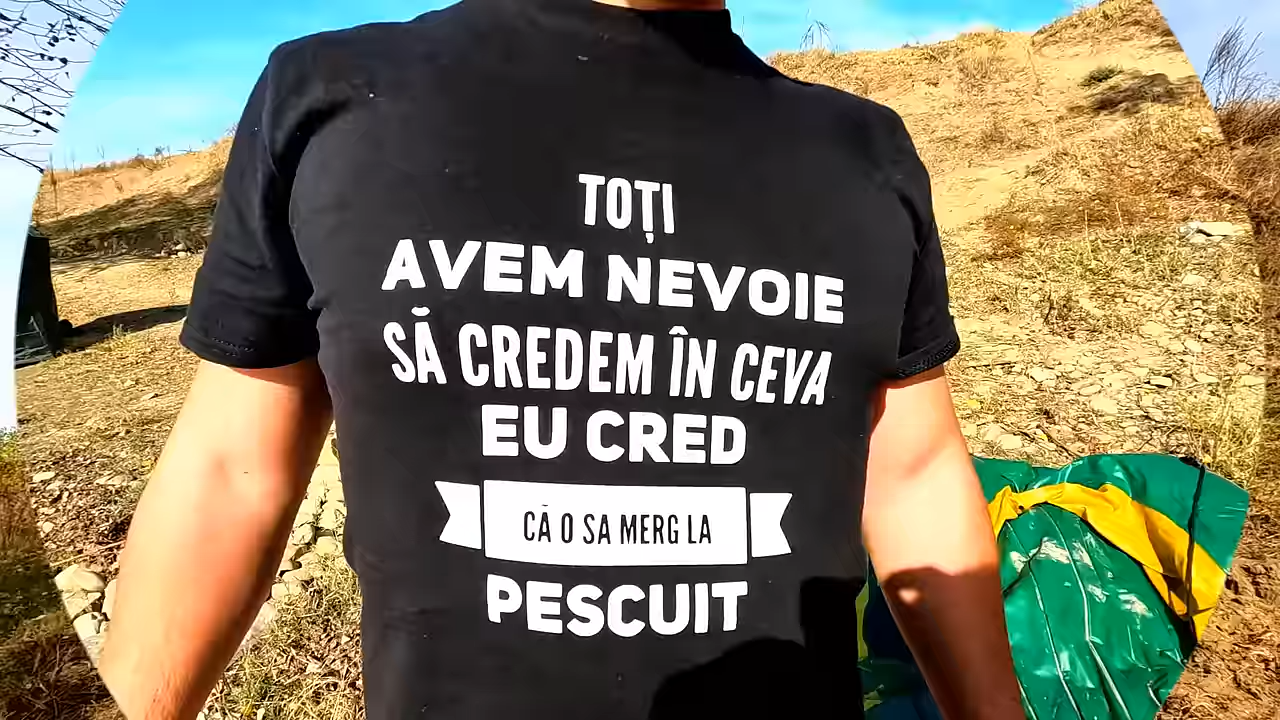 TOȚI
AVEM NEVOIE
SĂ CREDEM ÎN CEVA
EU CRED
CĂ O SA MERG LA
PESCUIT